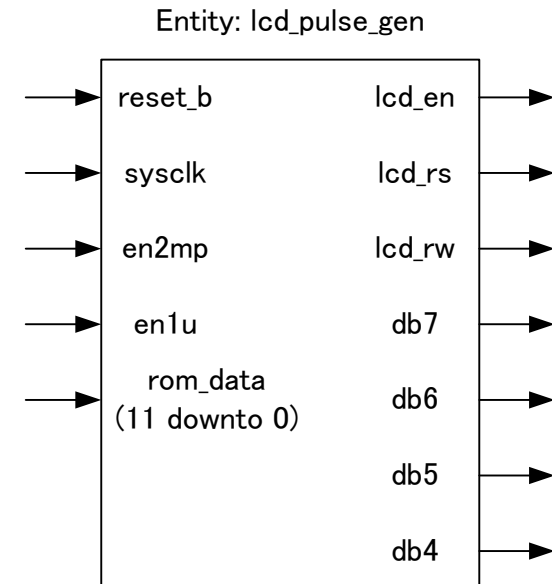 Entity: lcd_pulse_gen
reset_b
lcd_en
sysclk
lcd_rs
en2mp
lcd_rw
en1u
db7
rom_data
(11 downto 0)
db6
db5
db4